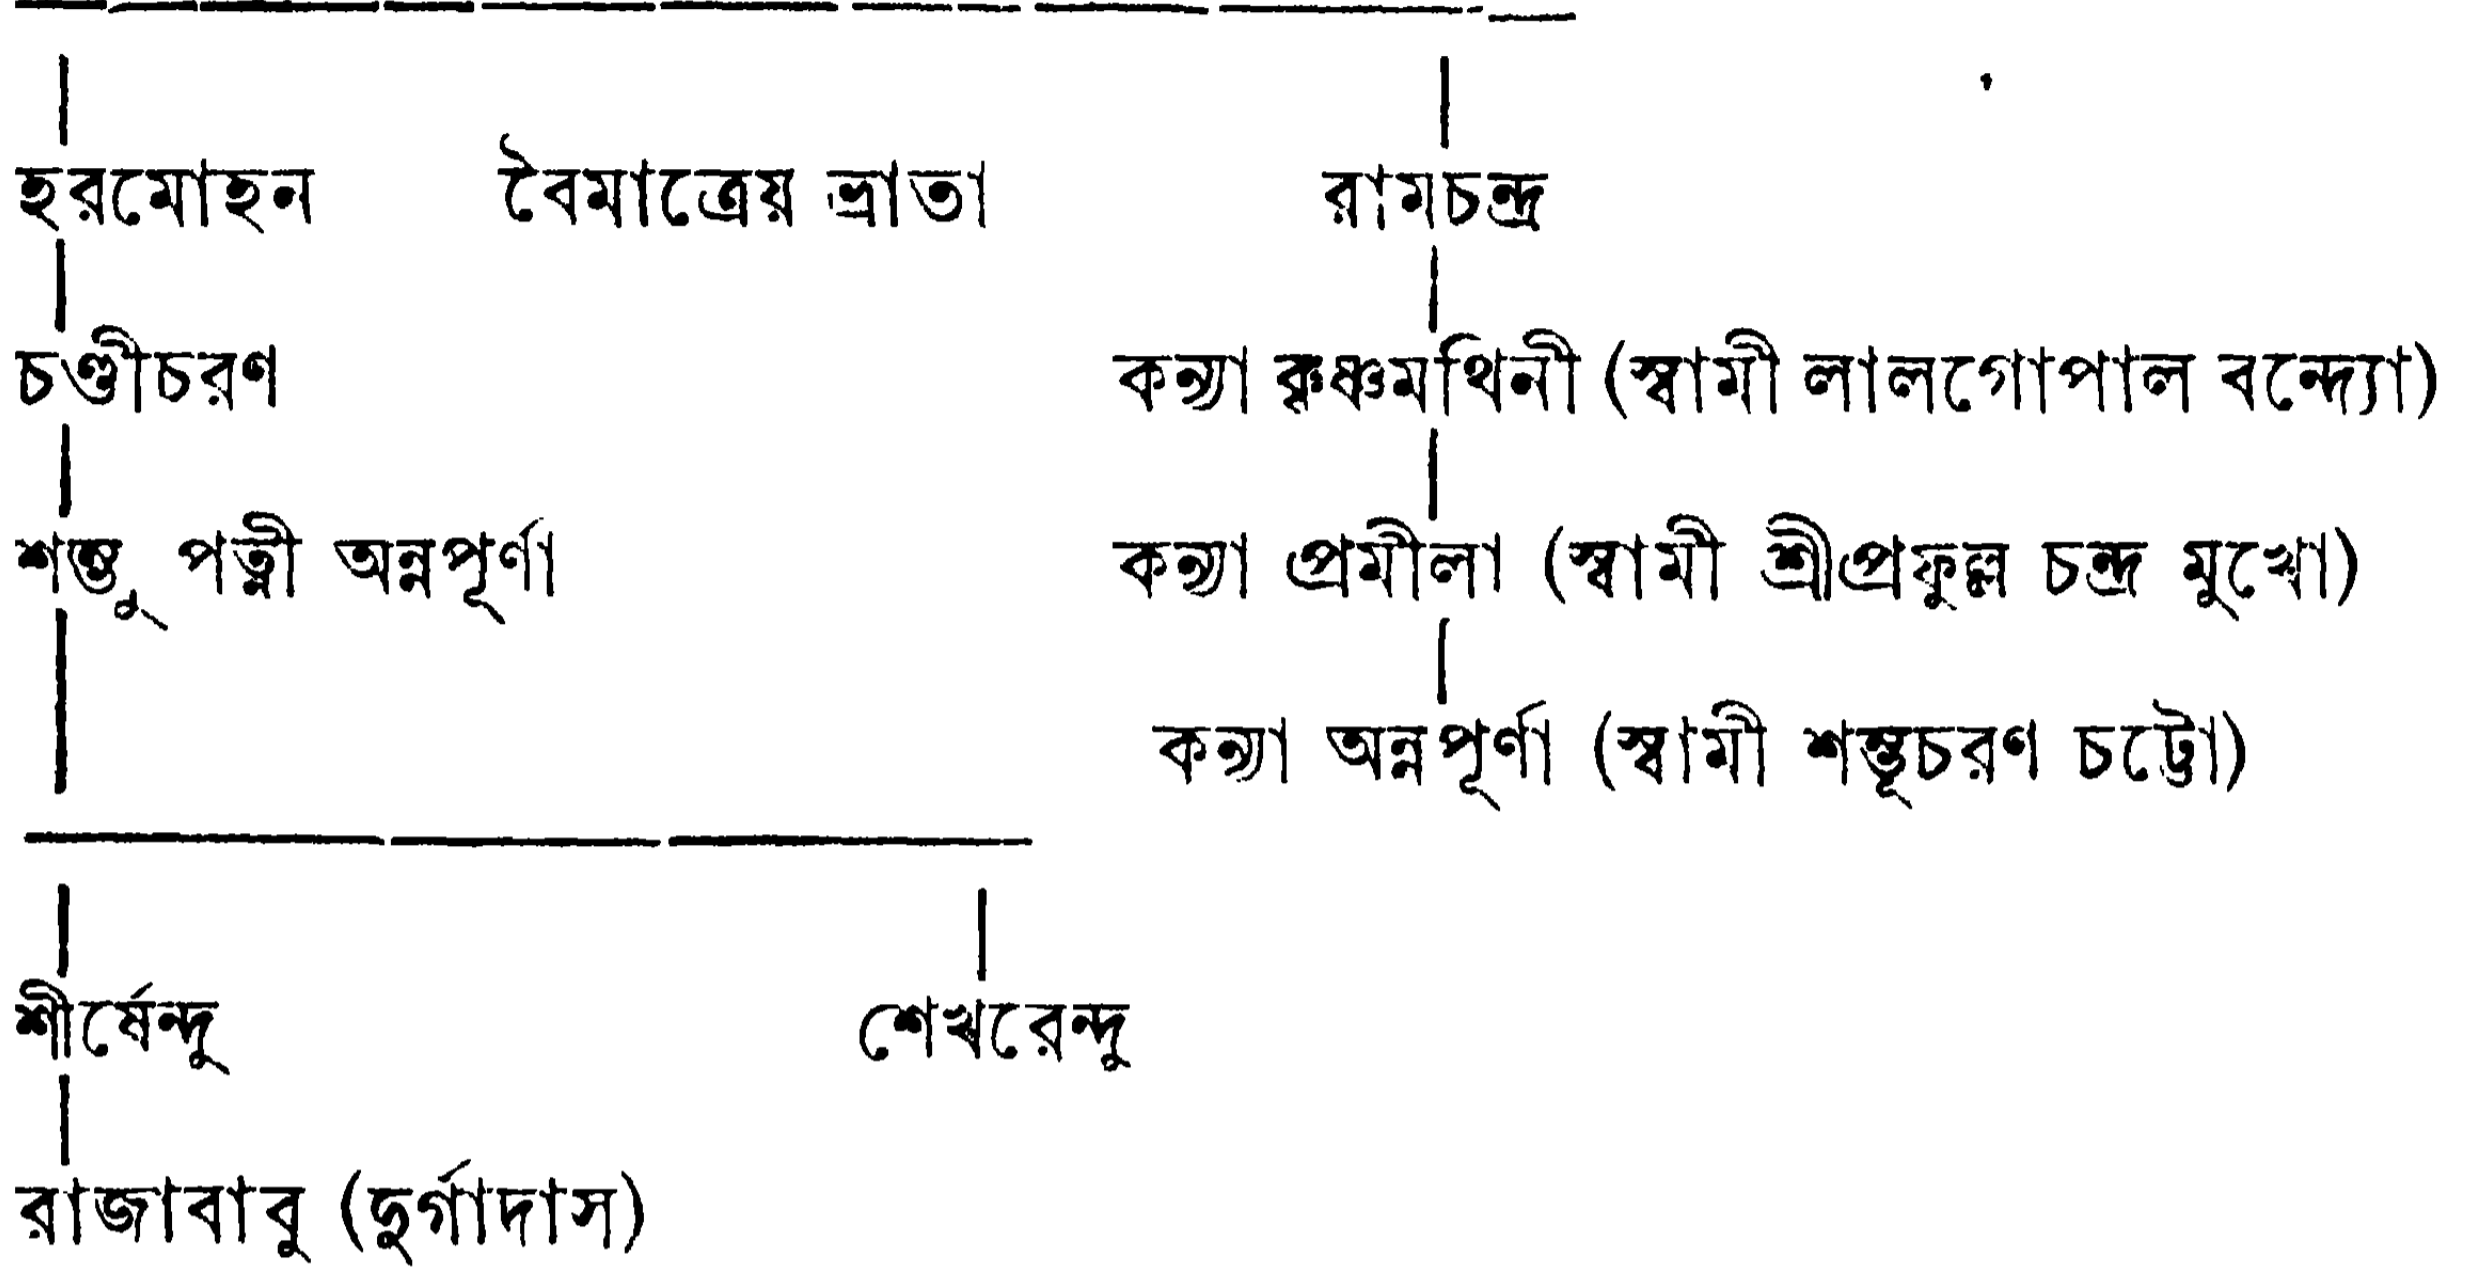 হরমোহন বৈমাত্রেয় ভ্রাতা রামচন্দ্র
চণ্ডীচরণ কন্যা কৃষ্ণমথিনী (স্বামী লালগোপাল বন্দ্যো)
শম্ভু পত্নী অন্নপূর্ণা কন্যা প্রমীলা (স্বামী শ্রীপ্রফুল্ল চন্দ্র মুখো)
কন্যা অন্নপূর্ণা (স্বামী শম্ভূচরণ চট্টো)
শীর্ষেন্দু শেখরেন্দু
রাজাবাবু (দুর্গাদাস)